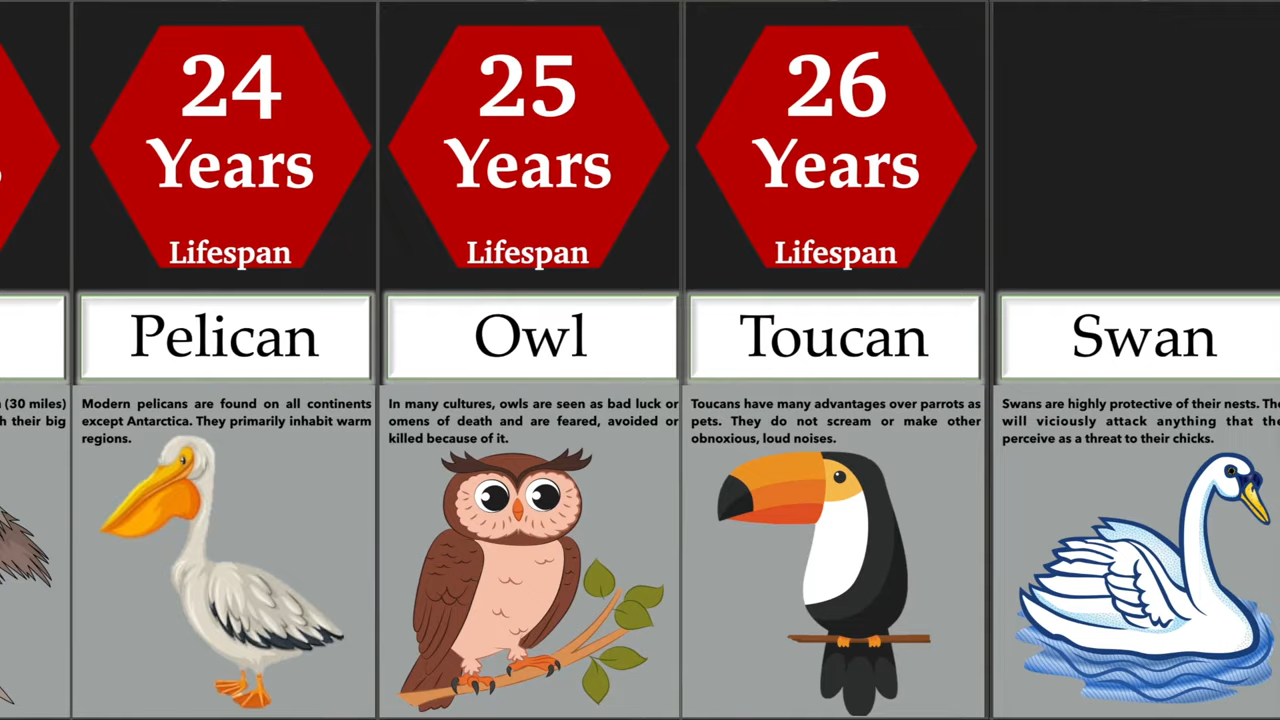 24
Years
Lifespan
Pelican
Modern pelicans are found on all continents
except Antarctica. They primarily inhabit warm
regions.
25
Years
Lifespan
Owl
In many cultures, owls are seen as bad luck or
omens of death and are feared, avoided or
killed because of it.
26
Years
Lifespan
Toucan
Toucans have many advantages over parrots as
pets. They do not scream or make other
obnoxious, loud noises.
Swan
Swans are highly protective of their nests.
will viciously attack anything that
perceive as a threat to their chicks.
(30 miles)
their big